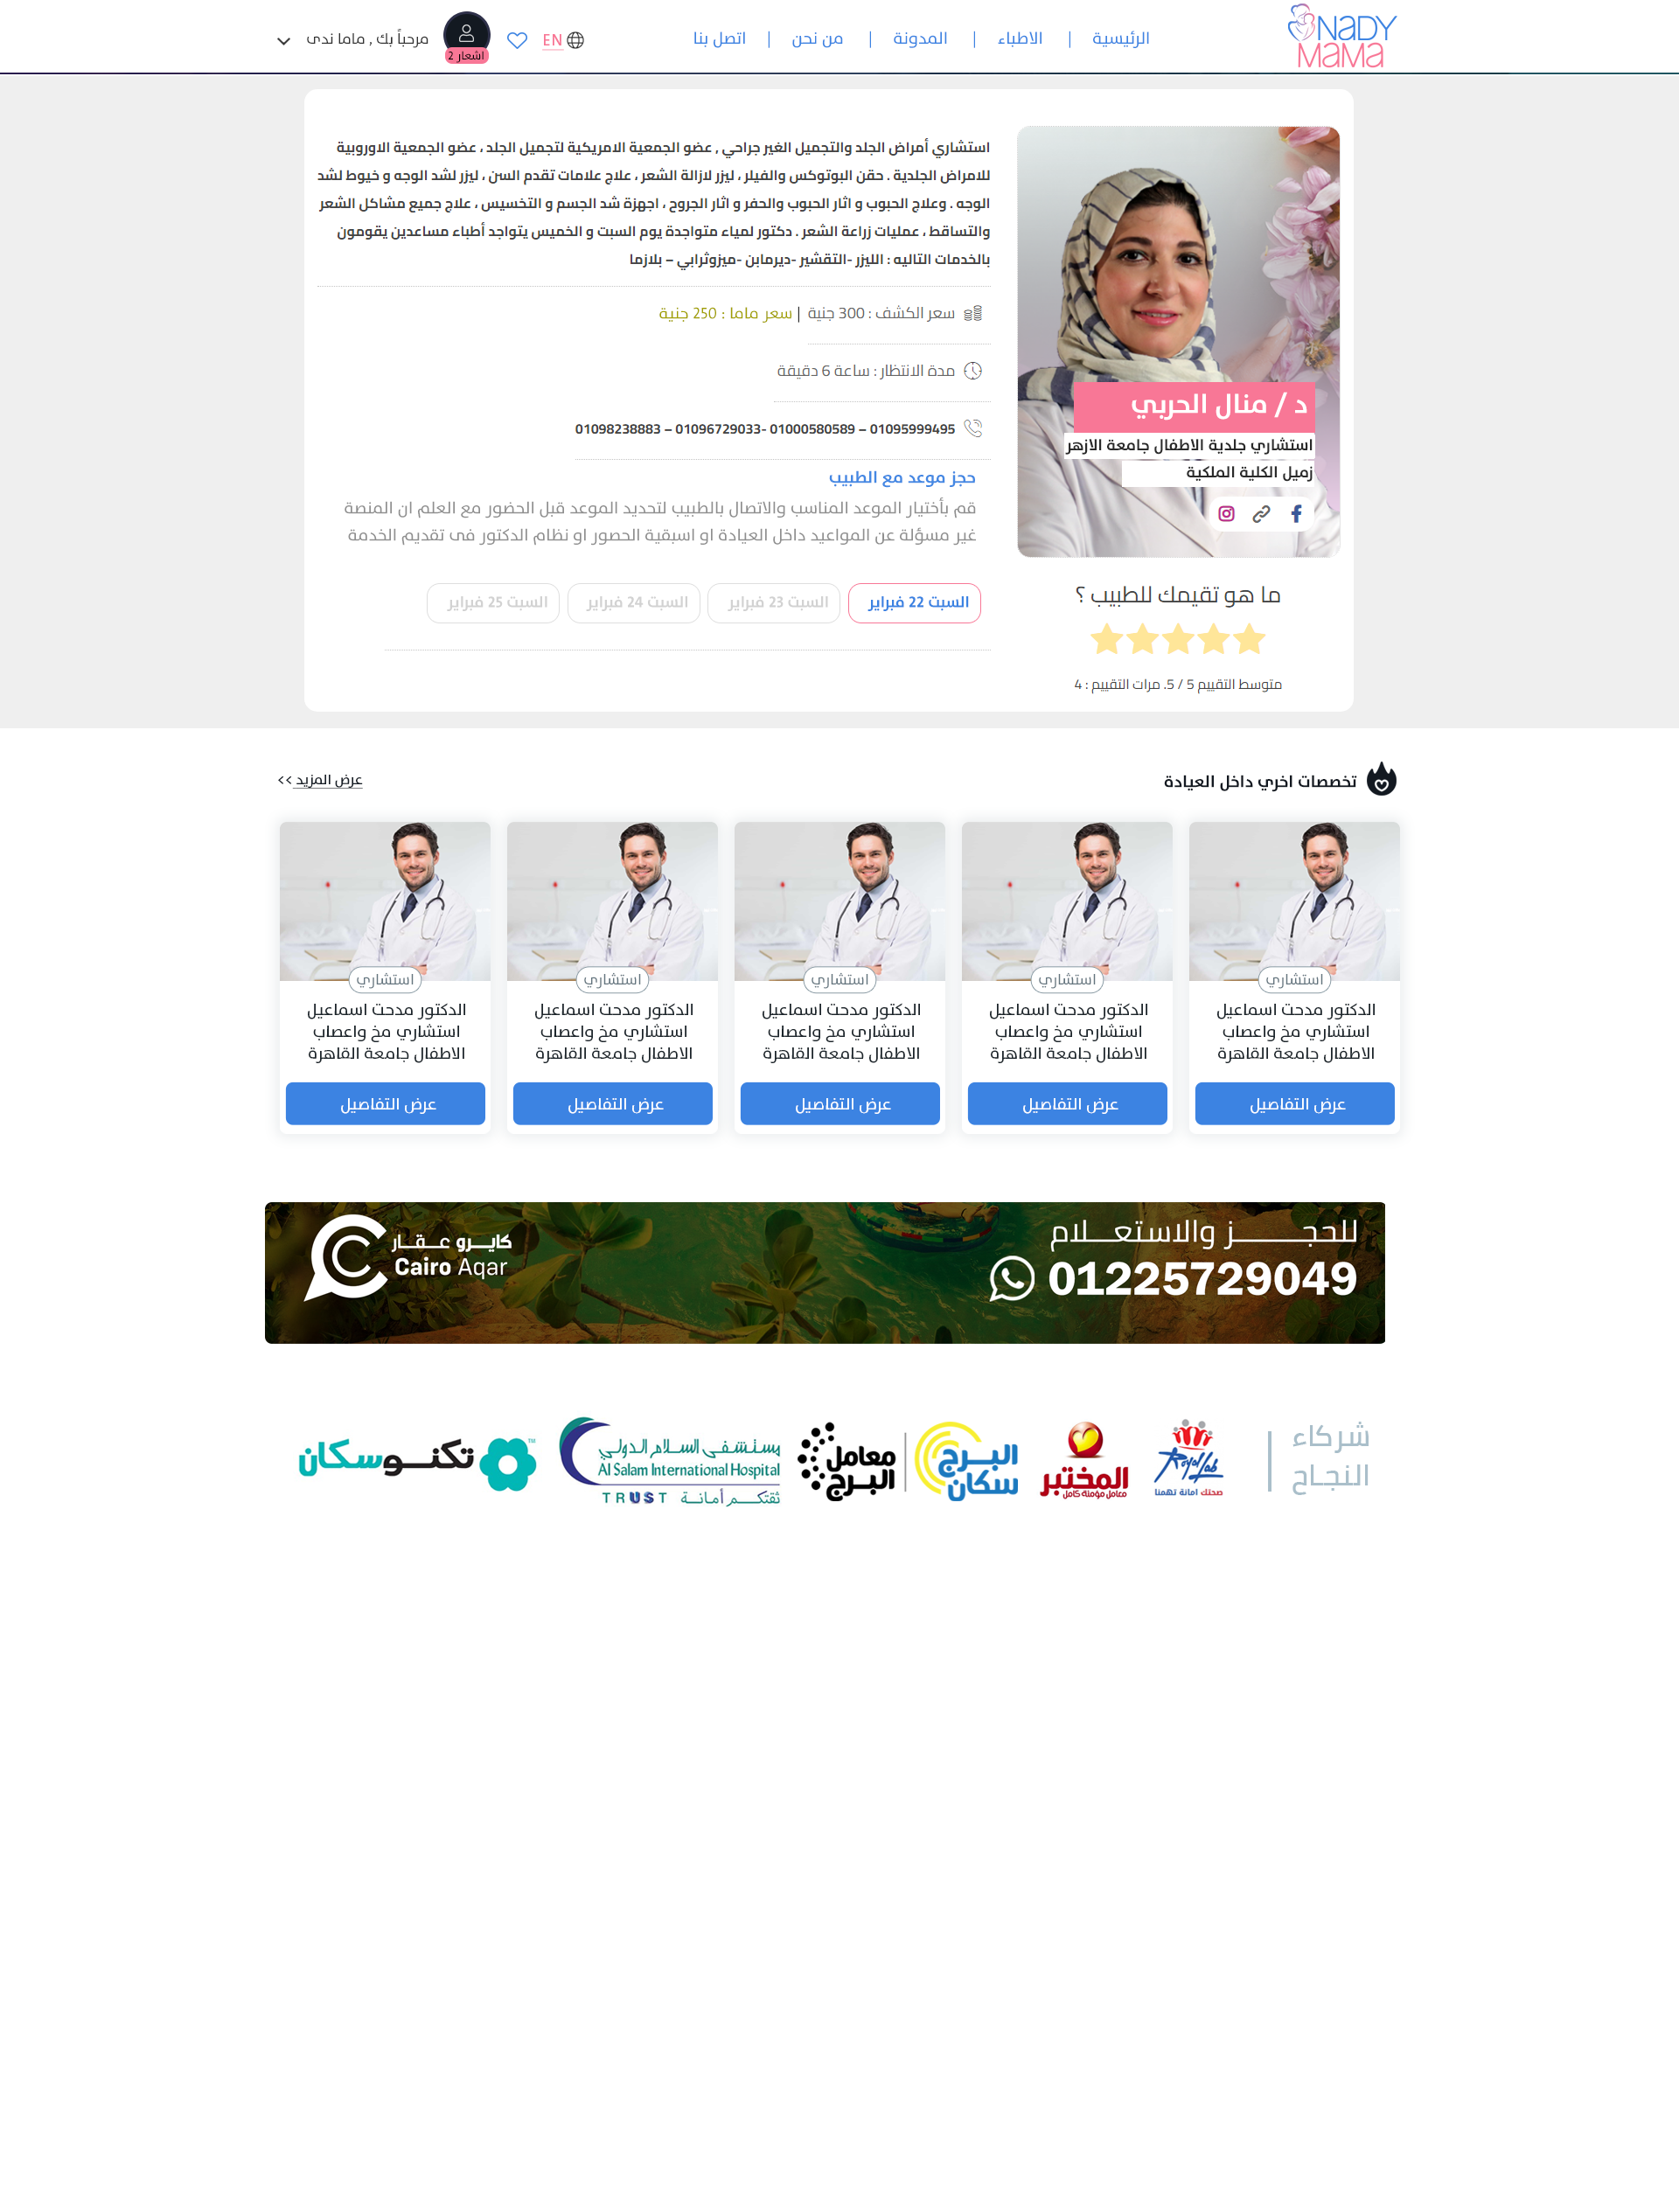 NADY
MAMA
الرئيسية | الاطباء | المدونة | من نحن | اتصل بنا
EN
اشعار 2
مرحباً بك , ماما ندى
استشاري أمراض الجلد والتجميل الغير جراحي , عضو الجمعية الامريكية لتجميل الجلد ، عضو الجمعية الاوروبية
للامراض الجلدية . حقن البوتوكس والفيلر ، ليزر لازالة الشعر ، علاج علامات تقدم السن ، ليزر لشد الوجه و خيوط لشد
الوجه . وعلاج الحبوب و اثار الحبوب والحفر و اثار الجروح ، اجهزة شد الجسم و التخسيس ، علاج جميع مشاكل الشعر
والتساقط ، عمليات زراعة الشعر . دكتور لمياء متواجدة يوم السبت و الخميس يتواجد أطباء مساعدين يقومون
بالخدمات التاليه : الليزر -التقشير -ديرمابن -ميزوثرابي – بلازما
سعر الكشف : 300 جنية | سعر ماما : 250 جنية
مدة الانتظار : ساعة 6 دقيقة
01095999495 – 01000580589 -01096729033 – 01098238883
حجز موعد مع الطبيب
قم بأختيار الموعد المناسب والاتصال بالطبيب لتحديد الموعد قبل الحضور مع العلم ان المنصة
غير مسؤلة عن المواعيد داخل العيادة او اسبقية الحصور او نظام الدكتور فى تقديم الخدمة
السبت 22 فبراير
السبت 23 فبراير
السبت 24 فبراير
السبت 25 فبراير
د / منال الحربي
استشاري جلدية الاطفال جامعة الازهر
زميل الكلية الملكية
ما هو تقيمك للطبيب ؟
متوسط التقييم 5 / 5. مرات التقييم : 4
تخصصات اخري داخل العيادة
عرض المزيد >>
استشاري
الدكتور مدحت اسماعيل
استشاري مخ واعصاب
الاطفال جامعة القاهرة
عرض التفاصيل
استشاري
الدكتور مدحت اسماعيل
استشاري مخ واعصاب
الاطفال جامعة القاهرة
عرض التفاصيل
استشاري
الدكتور مدحت اسماعيل
استشاري مخ واعصاب
الاطفال جامعة القاهرة
عرض التفاصيل
استشاري
الدكتور مدحت اسماعيل
استشاري مخ واعصاب
الاطفال جامعة القاهرة
عرض التفاصيل
استشاري
الدكتور مدحت اسماعيل
استشاري مخ واعصاب
الاطفال جامعة القاهرة
عرض التفاصيل
للحجـــــــز والاستعـــلام
01225729049
كايــرو عــقــار
Cairo Aqar
شركاء
النجاح
Royal Lab
صحتك امانة تهمنا
المختبر
معامل مؤمنة كامل
البرج
سكان
معامل
البرج
مستشفى السلام الدولي
Al Salam International Hospital
TRUST ثقتكــم أمـانــة
تكنوسكان
TM